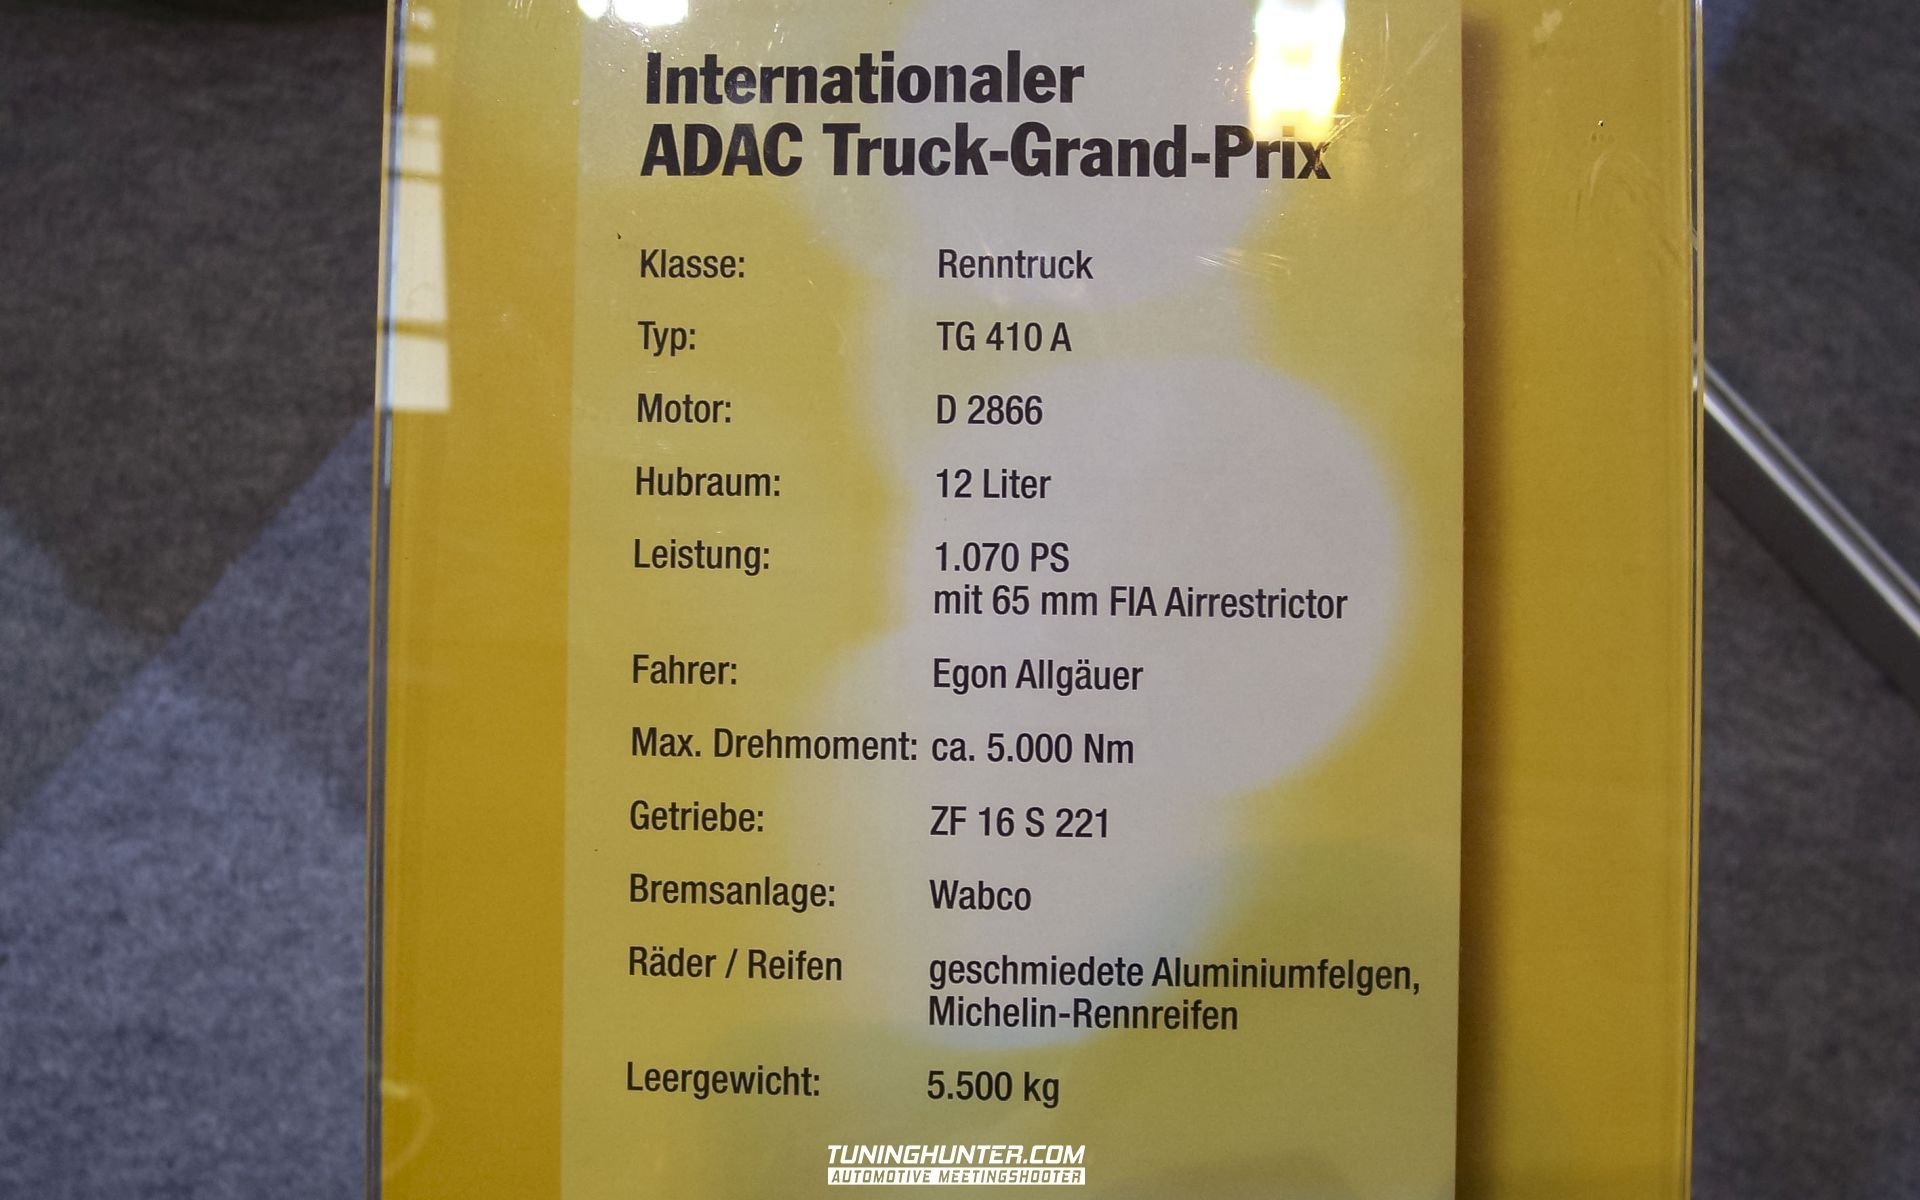 Internationaler
ADAC Truck-Grand-Prix
Klasse: Renntruck
Typ: TG 410 A
Motor: D 2866
Hubraum: 12 Liter
Leistung: 1.070 PS
mit 65 mm FIA Airrestrictor
Fahrer: Egon Allgäuer
Max. Drehmoment: ca. 5.000 Nm
Getriebe: ZF 16 S 221
Bremsanlage: Wabco
Räder / Reifen geschmiedete Aluminiumfelgen,
Michelin-Rennreifen
Leergewicht: 5.500 kg
TUNINGHUNTER.COM
AUTOMOTIVE MEETINGSHOOTER